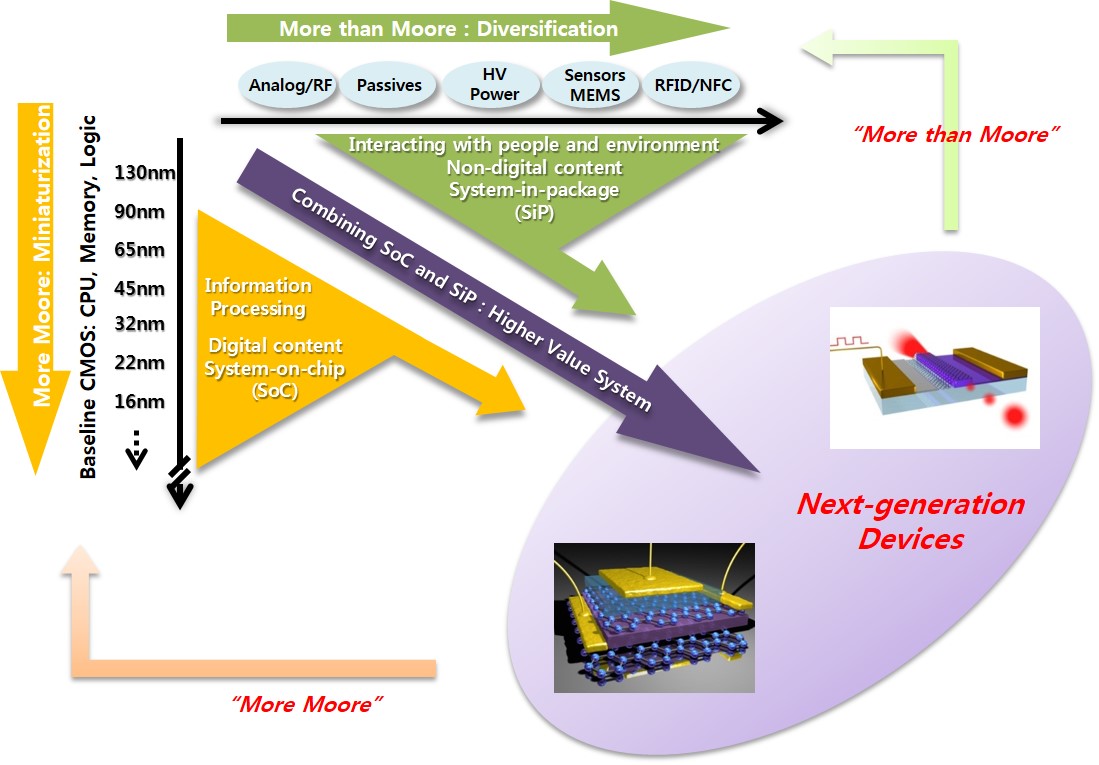 More than Moore : Diversification
Analog/RF
Passives
HV
Power
Sensors
MEMS
RFID/NFC
“More than Moore”
More Moore: Miniaturization
Baseline CMOS: CPU, Memory, Logic
130nm
90nm
65nm
45nm
32nm
22nm
16nm
Interacting with people and environment
Non-digital content
System-in-package
(SiP)
Combining SoC and SiP : Higher Value System
Information
Processing
Digital content
System-on-chip
(SoC)
Next-generation
Devices
“More Moore”